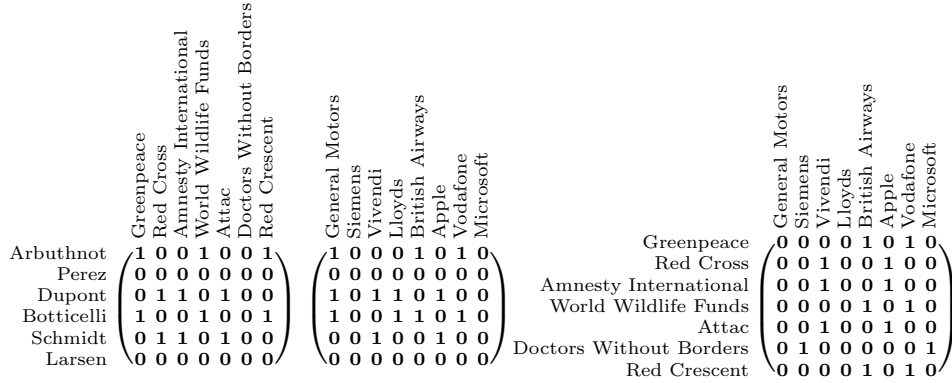 Greenpeace
Red Cross
Amnesty International
World Wildlife Funds
Attac
Doctors Without Borders
Red Crescent
Arbuthnot 1 0 0 1 0 0 1
Perez 0 0 0 0 0 0 0
Dupont 0 1 1 0 1 0 0
Botticelli 1 0 0 1 0 0 1
Schmidt 0 1 1 0 1 0 0
Larsen 0 0 0 0 0 0 0
General Motors
Siemens
Vivendi
Lloyds
British Airways
Apple
Vodafone
Microsoft
1 0 0 0 1 0 1 0
0 0 0 0 0 0 0 0
1 0 1 1 0 1 0 0
1 0 0 1 1 0 1 0
0 0 1 0 0 1 0 0
0 0 0 0 0 0 0 0
General Motors
Siemens
Vivendi
Lloyds
British Airways
Apple
Vodafone
Microsoft
Greenpeace 0 0 0 0 1 0 1 0
Red Cross 0 0 1 0 0 1 0 0
Amnesty International 0 0 1 0 0 1 0 0
World Wildlife Funds 0 0 0 0 1 0 1 0
Attac 0 0 1 0 0 1 0 0
Doctors Without Borders 0 1 0 0 0 0 0 1
Red Crescent 0 0 0 0 1 0 1 0